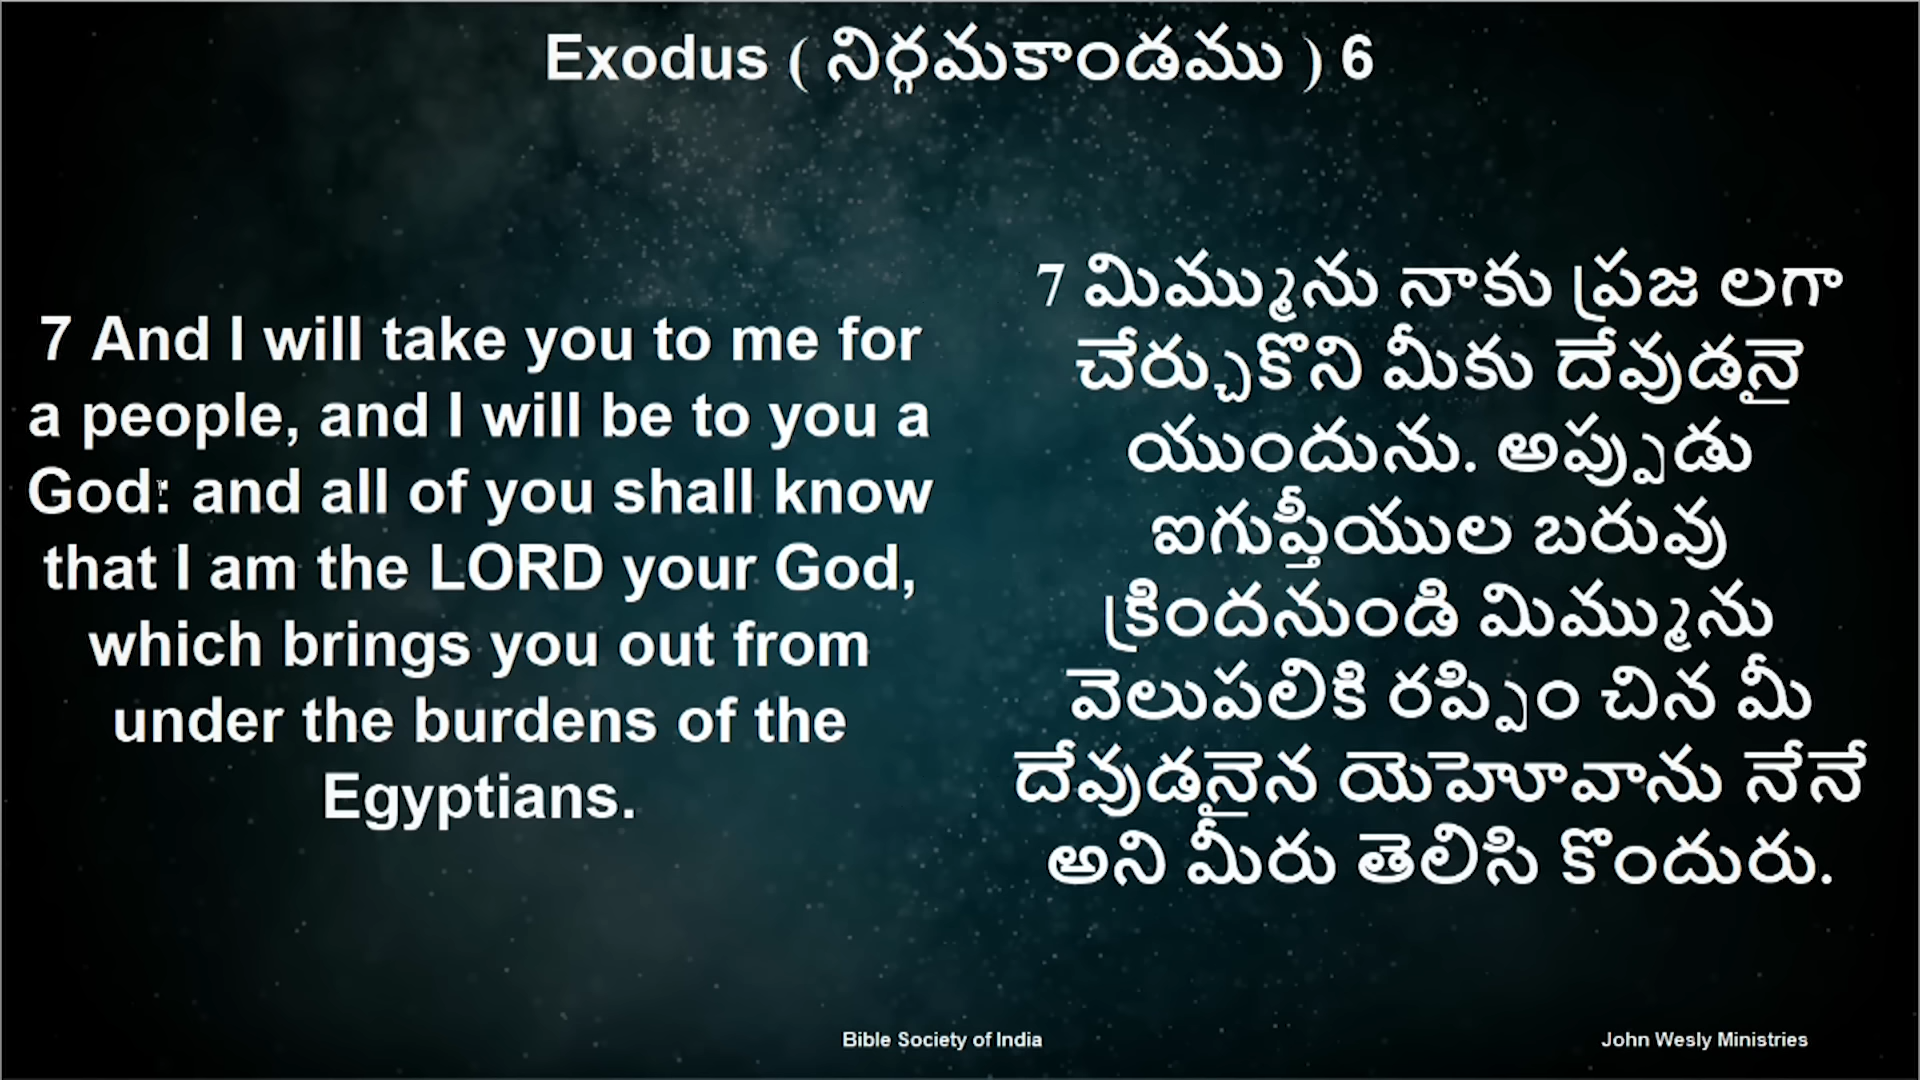 Exodus ( నిర్గమకాండము ) 6
7 And I will take you to me for
a people, and I will be to you a
God: and all of you shall know
that I am the LORD your God,
which brings you out from
under the burdens of the
Egyptians.
7 మిమ్మును నాకు ప్రజ లగా
చేర్చుకొని మీకు దేవుడనై
యుందును. అప్పుడు
ఐగుప్తీయుల బరువు
క్రిందనుండి మిమ్మును
వెలుపలికి రప్పిం చిన మీ
దేవుడనైన యెహోవాను నేనే
అని మీరు తెలిసి కొందురు.
Bible Society of India
John Wesly Ministries